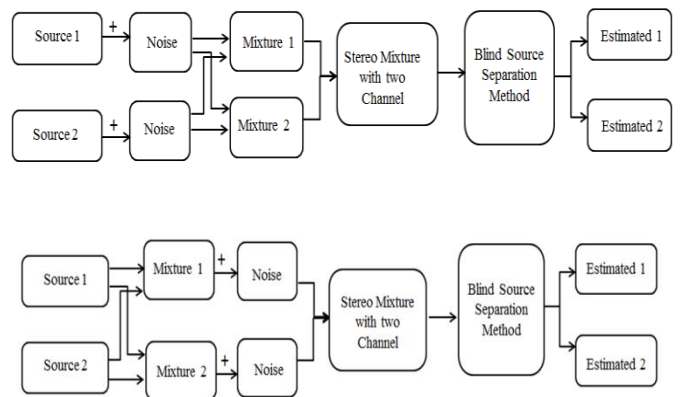 Source 1
+
Noise
Mixture 1
Stereo Mixture
with two
Channel
Blind Source
Separation
Method
Estimated 1
Source 2
+
Noise
Mixture 2
Estimated 2
Source 1
Mixture 1
+
Noise
Stereo Mixture
with two
Channel
Blind Source
Separation
Method
Estimated 1
Source 2
Mixture 2
+
Noise
Estimated 2